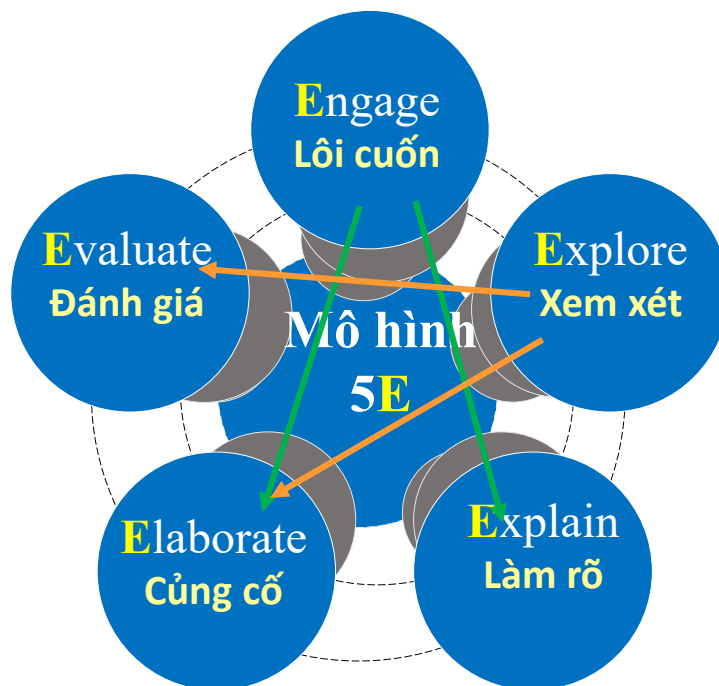 Engage
Lôi cuốn
Evaluate
Đánh giá
Explore
Xem xét
Mô hình
5E
Elaborate
Củng cố
Explain
Làm rõ